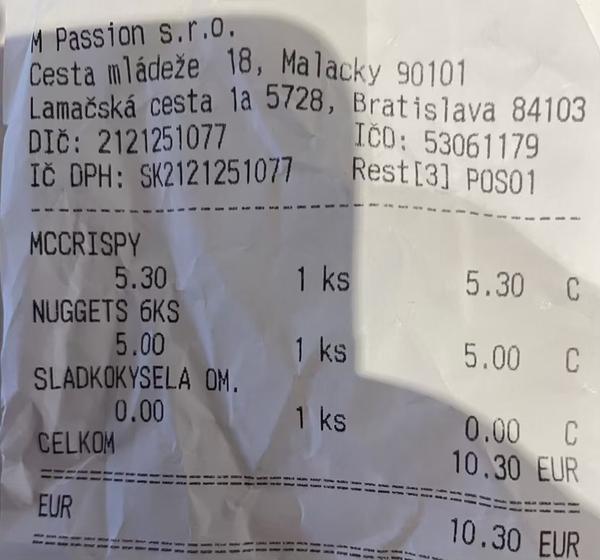 M Passion s.r.o.
Cesta mládeže 18, Malacky 90101
Lamačská cesta 1a 5728, Bratislava 84103
DIČ: 2121251077 IČO: 53061179
IČ DPH: SK2121251077 Rest[3] POS01
MCCRISPY
5.30 1 ks 5.30 C
NUGGETS 6KS
5.00 1 ks 5.00 C
SLADKOKYSELA OM.
0.00 1 ks 0.00 C
CELKOM 10.30 EUR
EUR 10.30 EUR